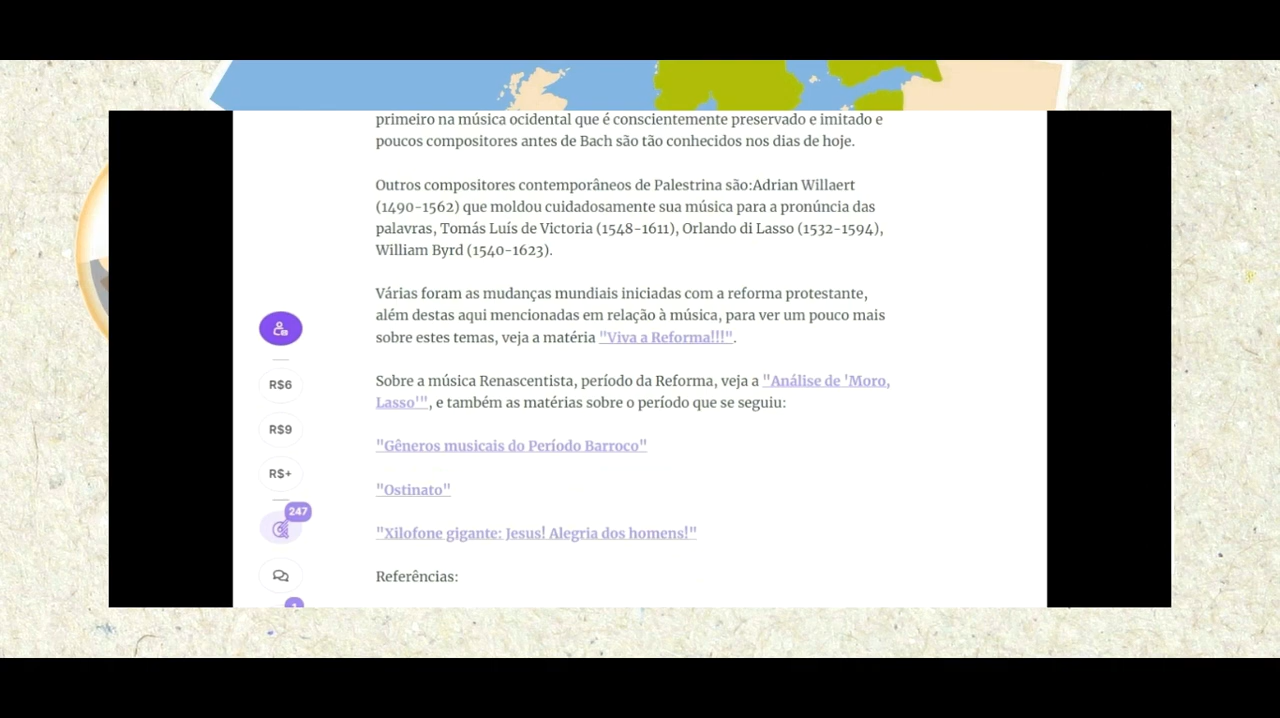 primeiro na música ocidental que é conscientemente preservado e imitado e
poucos compositores antes de Bach são tão conhecidos nos dias de hoje.
Outros compositores contemporâneos de Palestrina são:Adrian Willaert
(1490-1562) que moldou cuidadosamente sua música para a pronúncia das
palavras, Tomás Luís de Victoria (1548-1611), Orlando di Lasso (1532-1594),
William Byrd (1540-1623).
Várias foram as mudanças mundiais iniciadas com a reforma protestante,
além destas aqui mencionadas em relação à música, para ver um pouco mais
sobre estes temas, veja a matéria "Viva a Reforma!!!".
Sobre a música Renascentista, período da Reforma, veja a "Análise de 'Moro,
Lasso'", e também as matérias sobre o período que se seguiu:
"Gêneros musicais do Período Barroco"
"Ostinato"
"Xilofone gigante: Jesus! Alegria dos homens!"
Referências:
R$6
R$9
R$+
247